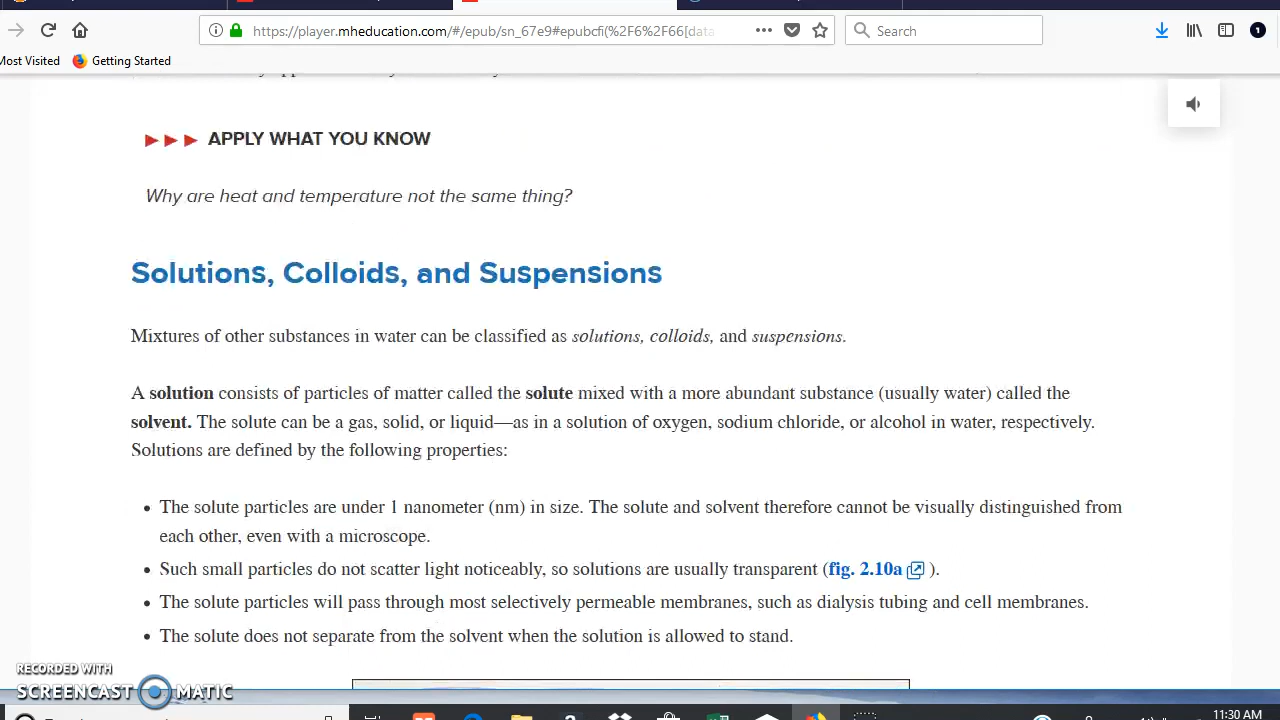 https://player.mheducation.com/#/epub/sn_67e9#epubcfi(%2F6%2F66[data
Search
1
Most Visited
Getting Started
APPLY WHAT YOU KNOW
Why are heat and temperature not the same thing?
Solutions, Colloids, and Suspensions
Mixtures of other substances in water can be classified as solutions, colloids, and suspensions.
A solution consists of particles of matter called the solute mixed with a more abundant substance (usually water) called the
solvent. The solute can be a gas, solid, or liquid—as in a solution of oxygen, sodium chloride, or alcohol in water, respectively.
Solutions are defined by the following properties:
• The solute particles are under 1 nanometer (nm) in size. The solute and solvent therefore cannot be visually distinguished from
each other, even with a microscope.
• Such small particles do not scatter light noticeably, so solutions are usually transparent (fig. 2.10a ).
• The solute particles will pass through most selectively permeable membranes, such as dialysis tubing and cell membranes.
• The solute does not separate from the solvent when the solution is allowed to stand.
RECORDED WITH
SCREENCAST MATIC
11:30 AM